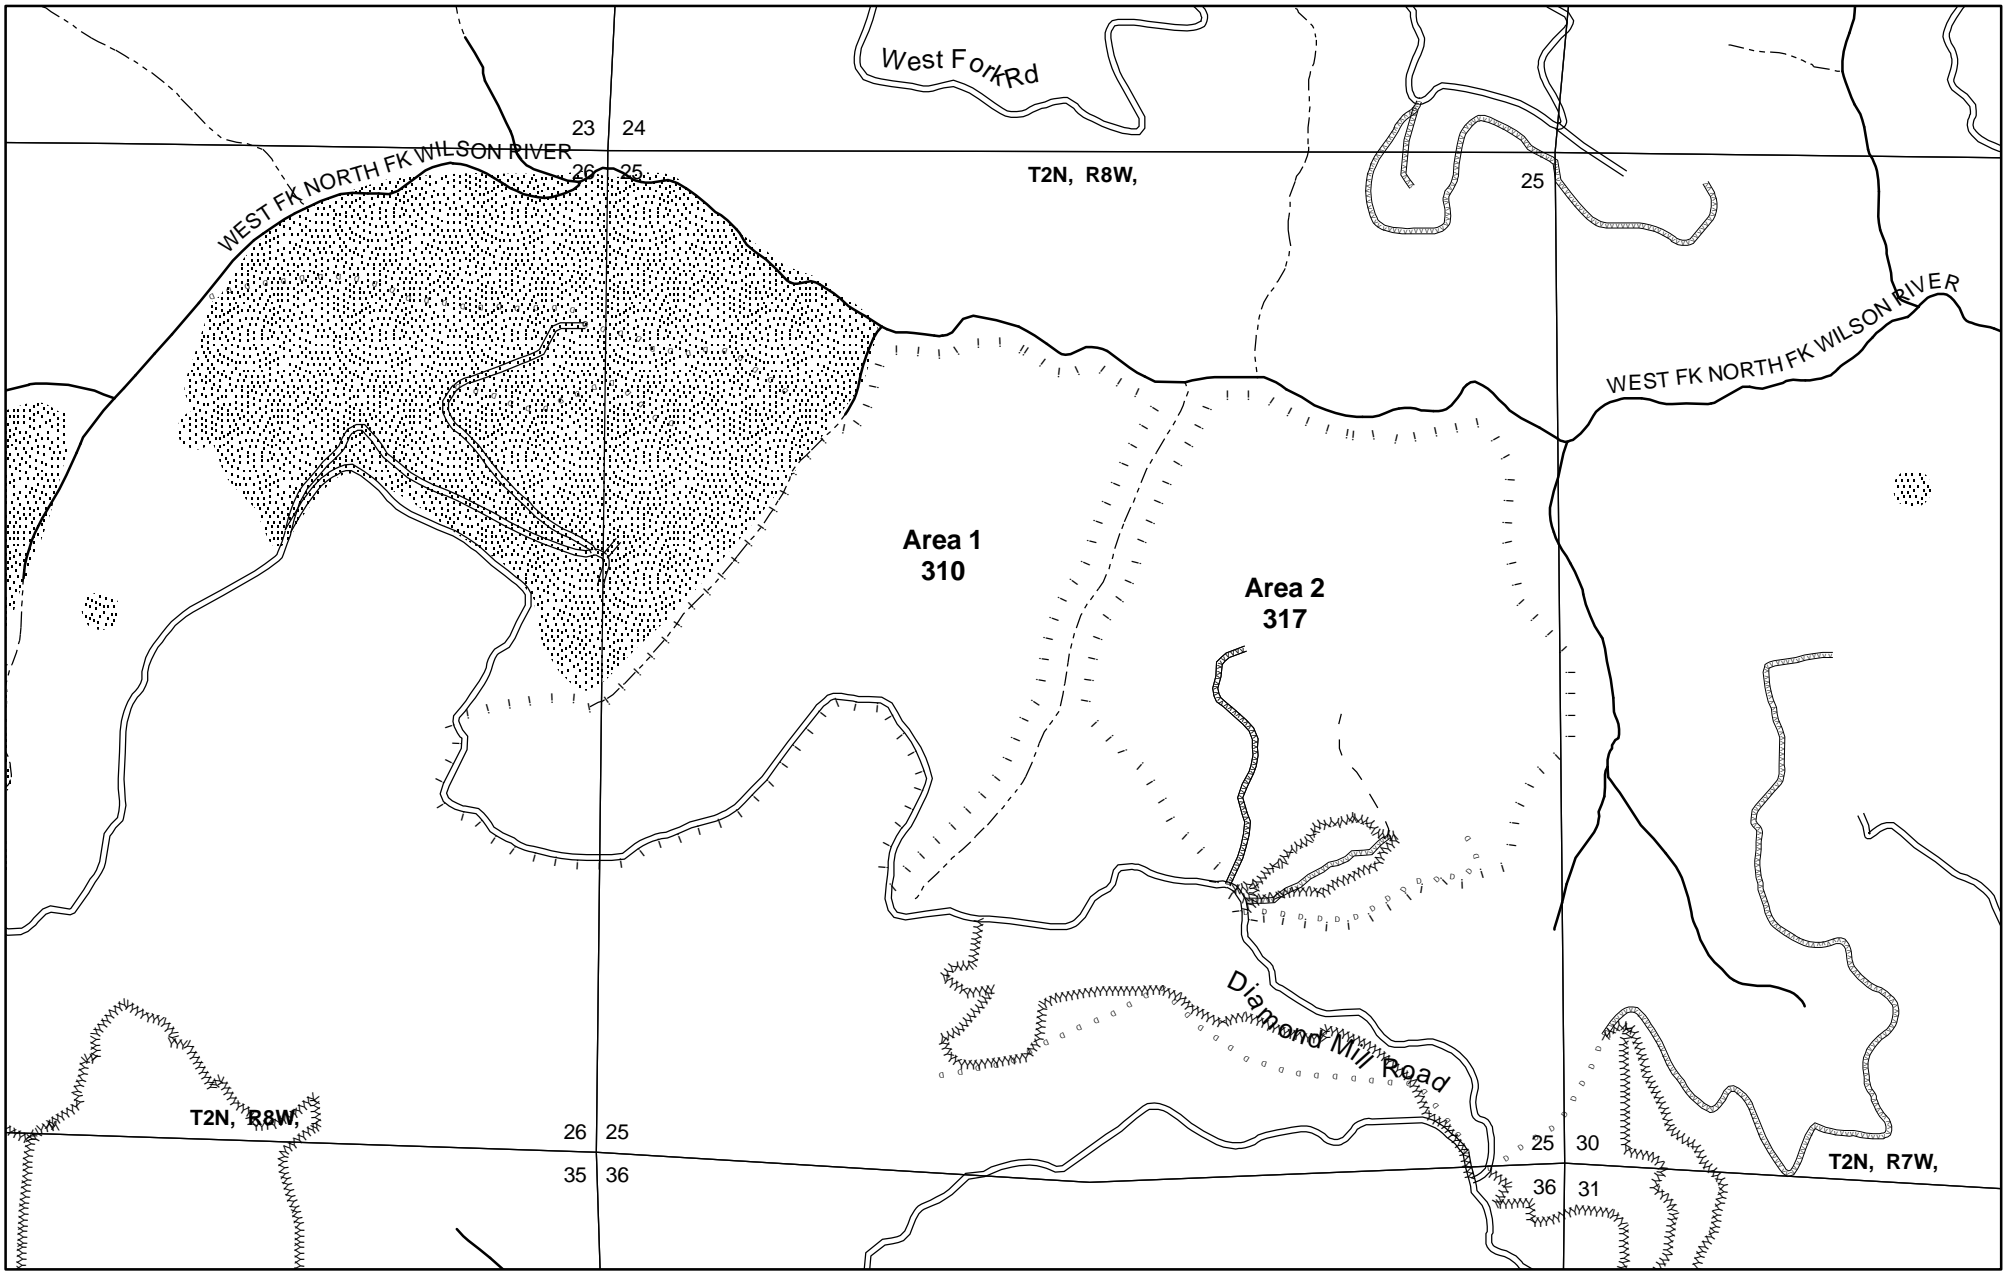 West Fork Rd
23 24
WEST FK NORTH FK WILSON RIVER
26 25
T2N, R8W,
25
WEST FK NORTH FK WILSON RIVER
Area 1
310
Area 2
317
Diamond Mill Road
T2N, R8W,
26 25
35 36
25 30
36 31
T2N, R7W,